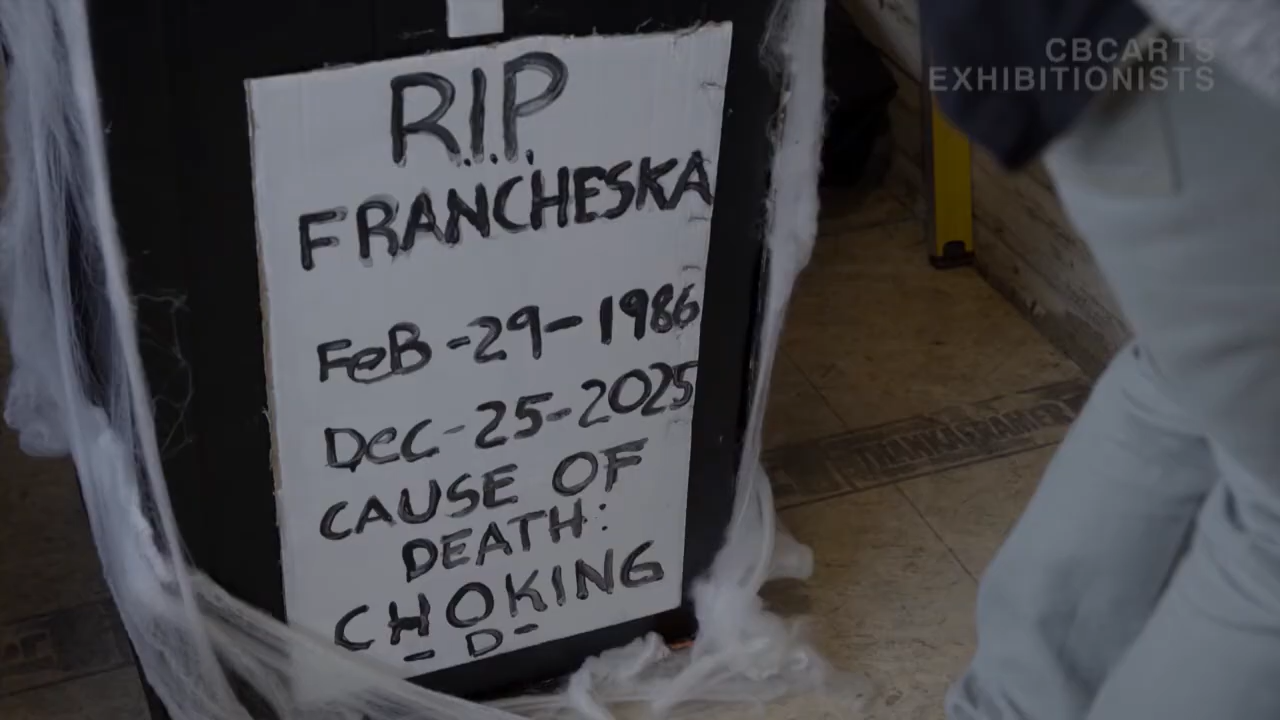 CBCARTS
EXHIBITIONISTS
R.I.P.
FRANCHESKA
FeB-29-1986
Dec-25-2025
CAUSE OF
DEATH:
CHOKING
-D-